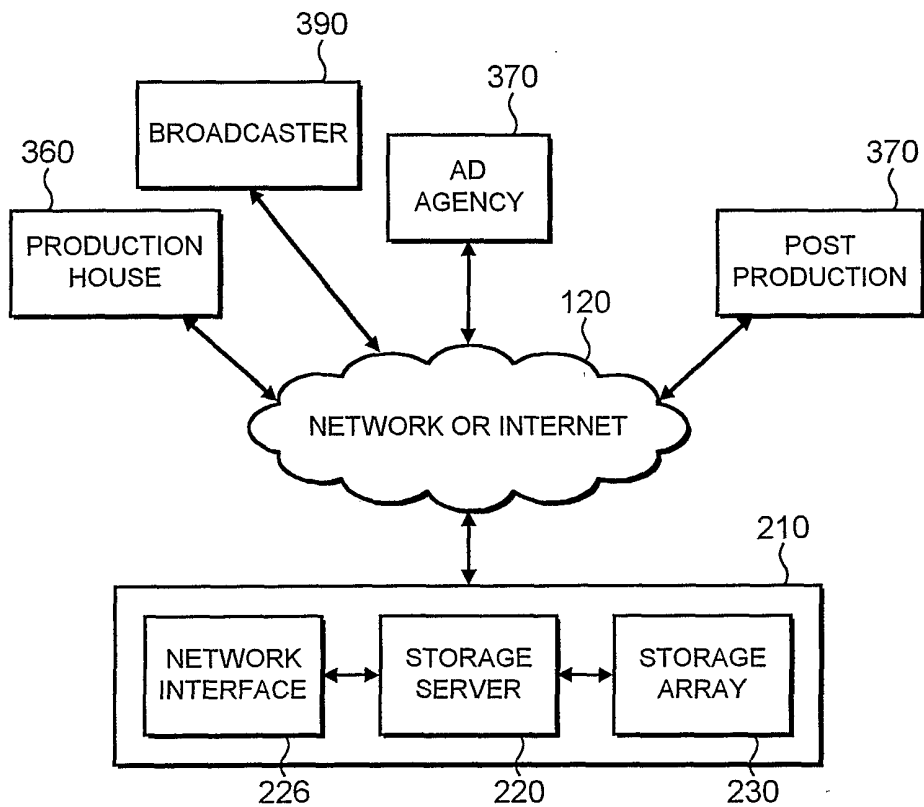 390
BROADCASTER
370
AD
AGENCY
360
PRODUCTION
HOUSE
370
POST
PRODUCTION
120
NETWORK OR INTERNET
210
NETWORK
INTERFACE
STORAGE
SERVER
STORAGE
ARRAY
226
220
230